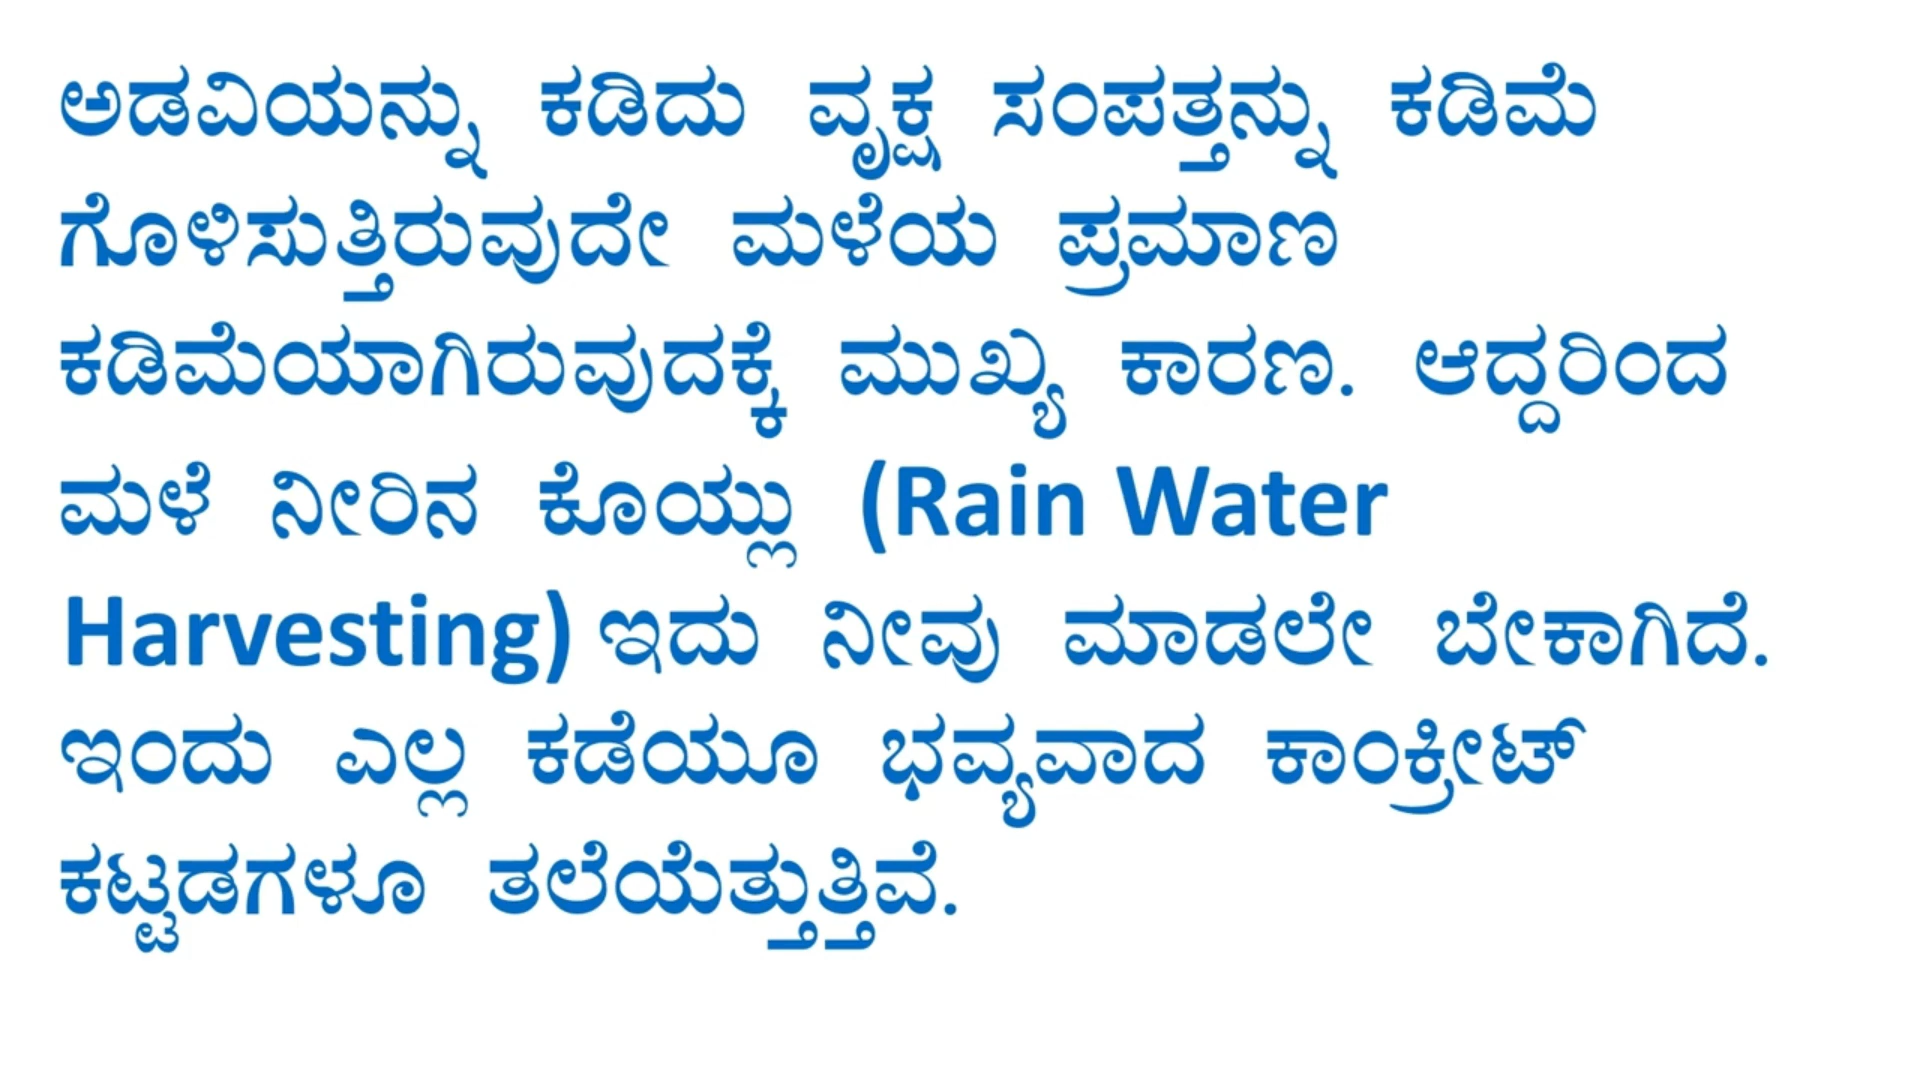 ಅಡವಿಯನ್ನು ಕಡಿದು ವೃಕ್ಷ ಸಂಪತ್ತನ್ನು ಕಡಿಮೆ
ಗೊಳಿಸುತ್ತಿರುವುದೇ ಮಳೆಯ ಪ್ರಮಾಣ
ಕಡಿಮೆಯಾಗಿರುವುದಕ್ಕೆ ಮುಖ್ಯ ಕಾರಣ. ಆದ್ದರಿಂದ
ಮಳೆ ನೀರಿನ ಕೊಯ್ಲು (Rain Water
Harvesting) ಇದು ನೀವು ಮಾಡಲೇ ಬೇಕಾಗಿದೆ.
ಇಂದು ಎಲ್ಲ ಕಡೆಯೂ ಭವ್ಯವಾದ ಕಾಂಕ್ರೀಟ್
ಕಟ್ಟಡಗಳೂ ತಲೆಯೆತ್ತುತ್ತಿವೆ.